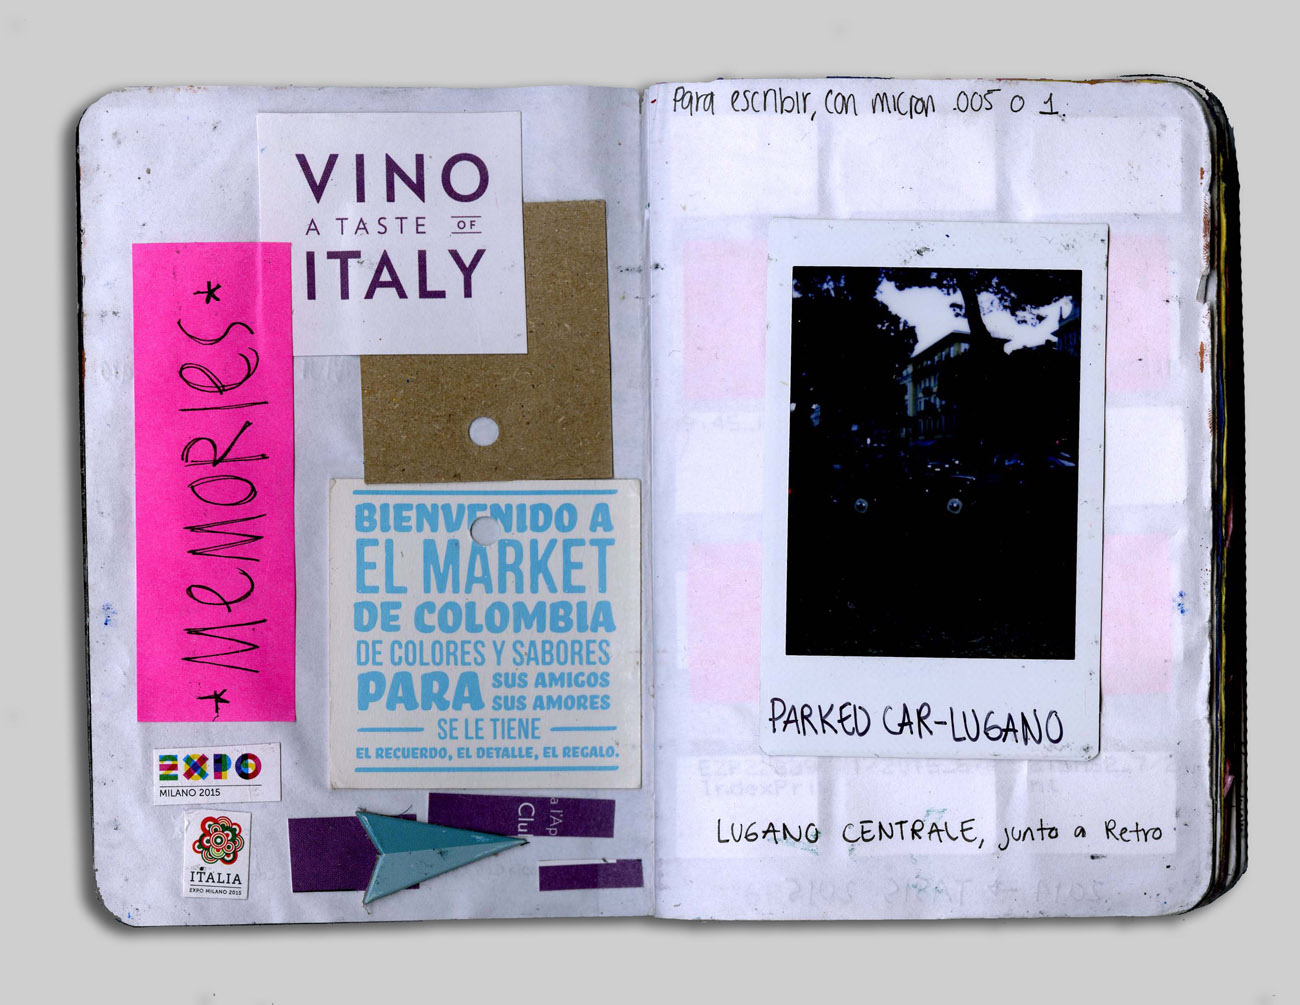 VINO
A TASTE OF
ITALY
*MEMORIES*
BIENVENIDO A
EL MARKET
DE COLOMBIA
DE COLORES Y SABORES
PARA SUS AMIGOS
SUS AMORES
SE LE TIENE
EL RECUERDO, EL DETALLE, EL REGALO.
EXPO
MILANO 2015
ITALIA
EXPO MILANO 2015
a l'Ap
Clu
Para escribir, con micron .005 o 1.
PARKED CAR-LUGANO
LUGANO CENTRALE, junto a Retro